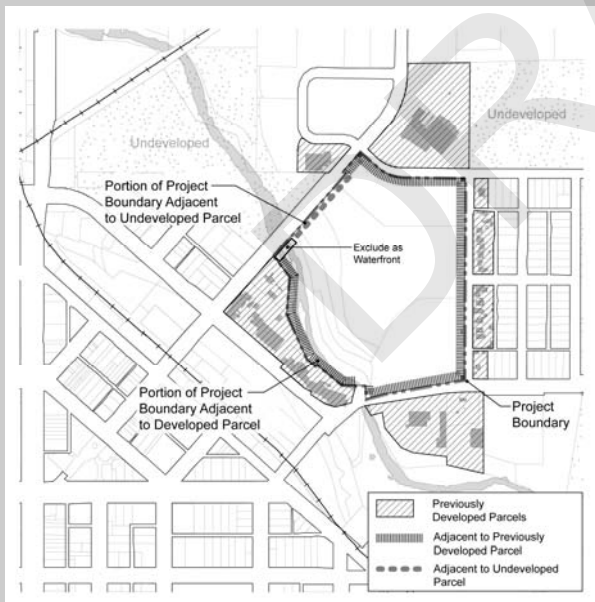 Undeveloped
Undeveloped
Portion of Project
Boundary Adjacent
to Undeveloped Parcel
Exclude as
Waterfront
Portion of Project
Boundary Adjacent
to Developed Parcel
Project
Boundary
Previously
Developed Parcels
Adjacent to Previously
Developed Parcel
Adjacent to Undeveloped
Parcel